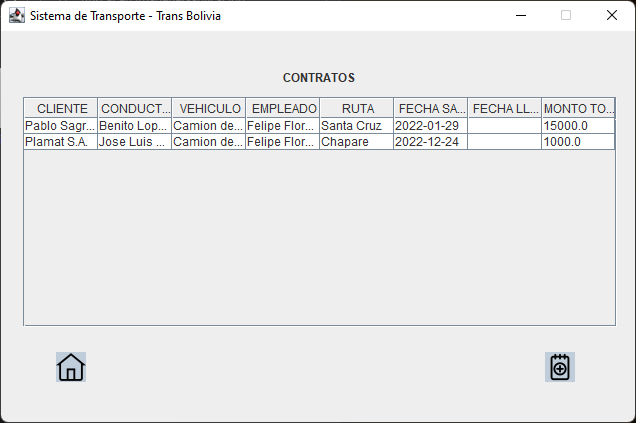 Sistema de Transporte - Trans Bolivia
CONTRATOS
CLIENTE CONDUCT... VEHICULO EMPLEADO RUTA FECHA SA... FECHA LL... MONTO TO...
Pablo Sagr... Benito Lop... Camion de... Felipe Flor... Santa Cruz 2022-01-29 15000.0
Plamat S.A. Jose Luis ... Camion de... Felipe Flor... Chapare 2022-12-24 1000.0